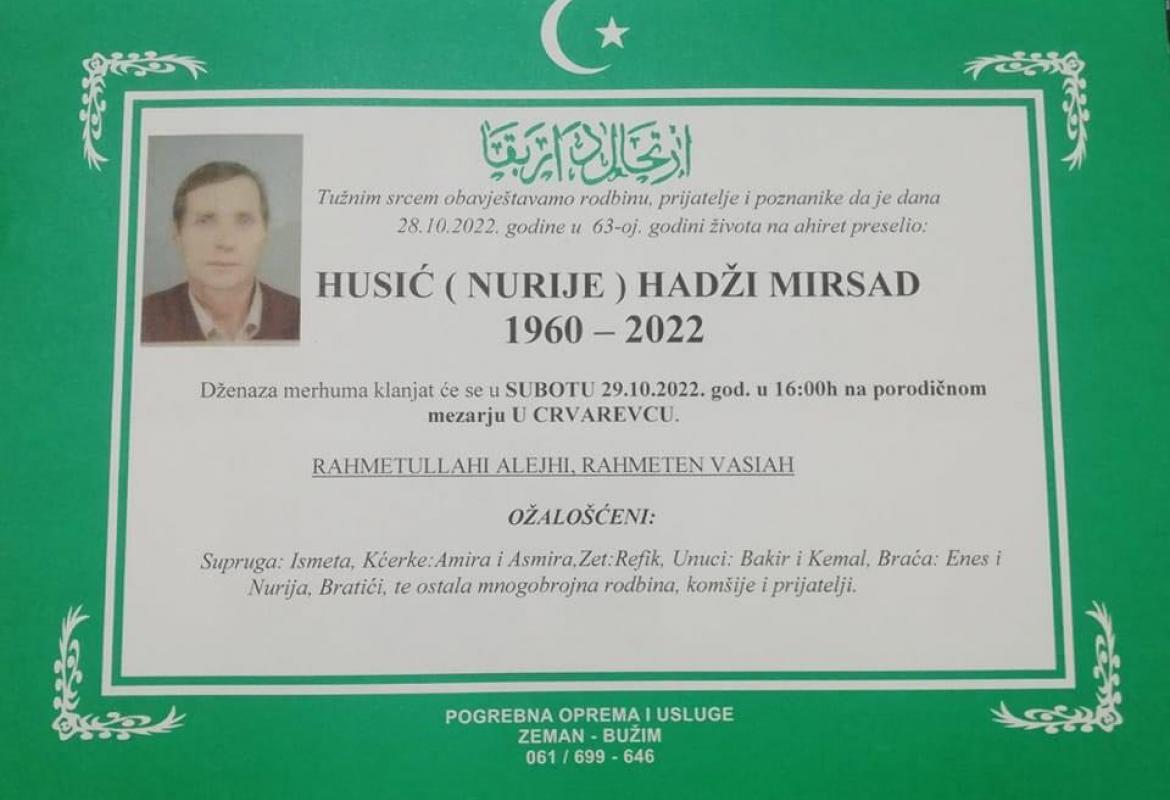 ارتحال دار بقا
Tužnim srcem obavještavamo rodbinu, prijatelje i poznanike da je dana
28.10.2022. godine u 63-oj. godini života na ahiret preselio:
HUSIĆ ( NURIJE ) HADŽI MIRSAD
1960 – 2022
Dženaza merhuma klanjat će se u SUBOTU 29.10.2022. god. u 16:00h na porodičnom
mezarju U CRVAREVCU.
RAHMETULLAHI ALEJHI, RAHMETEN VASIAH
OŽALOŠĆENI:
Supruga: Ismeta, Kćerke:Amira i Asmira,Zet:Refik, Unuci: Bakir i Kemal, Braća: Enes i
Nurija, Bratići, te ostala mnogobrojna rodbina, komšije i prijatelji.
POGREBNA OPREMA I USLUGE
ZEMAN - BUŽIM
061 / 699 - 646